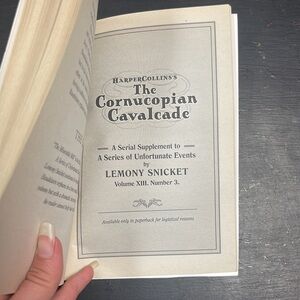 HARPERCOLLINS'S
The
Cornucopian
Cavalcade
A Serial Supplement to
A Series of Unfortunate Events
by
LEMONY SNICKET
Volume XIII, Number 3.
Available only in paperback for logistical reasons